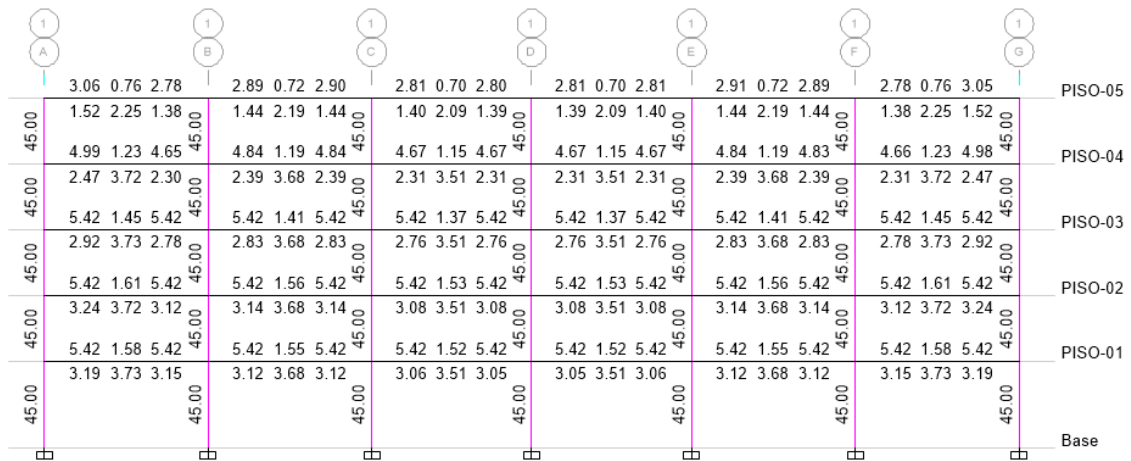 1 1 1 1 1 1 1
A B C D E F G
3.06 0.76 2.78 2.89 0.72 2.90 2.81 0.70 2.80 2.81 0.70 2.81 2.91 0.72 2.89 2.78 0.76 3.05 PISO-05
1.52 2.25 1.38 1.44 2.19 1.44 1.40 2.09 1.39 1.39 2.09 1.40 1.44 2.19 1.44 1.38 2.25 1.52
45.00 45.00 45.00 45.00 45.00 45.00 45.00
4.99 1.23 4.65 4.84 1.19 4.84 4.67 1.15 4.67 4.67 1.15 4.67 4.84 1.19 4.83 4.66 1.23 4.98 PISO-04
2.47 3.72 2.30 2.39 3.68 2.39 2.31 3.51 2.31 2.31 3.51 2.31 2.39 3.68 2.39 2.31 3.72 2.47
45.00 45.00 45.00 45.00 45.00 45.00 45.00
5.42 1.45 5.42 5.42 1.41 5.42 5.42 1.37 5.42 5.42 1.37 5.42 5.42 1.41 5.42 5.42 1.45 5.42 PISO-03
2.92 3.73 2.78 2.83 3.68 2.83 2.76 3.51 2.76 2.76 3.51 2.76 2.83 3.68 2.83 2.78 3.73 2.92
45.00 45.00 45.00 45.00 45.00 45.00 45.00
5.42 1.61 5.42 5.42 1.56 5.42 5.42 1.53 5.42 5.42 1.53 5.42 5.42 1.56 5.42 5.42 1.61 5.42 PISO-02
3.24 3.72 3.12 3.14 3.68 3.14 3.08 3.51 3.08 3.08 3.51 3.08 3.14 3.68 3.14 3.12 3.72 3.24
45.00 45.00 45.00 45.00 45.00 45.00 45.00
5.42 1.58 5.42 5.42 1.55 5.42 5.42 1.52 5.42 5.42 1.52 5.42 5.42 1.55 5.42 5.42 1.58 5.42 PISO-01
3.19 3.73 3.15 3.12 3.68 3.12 3.06 3.51 3.05 3.05 3.51 3.06 3.12 3.68 3.12 3.15 3.73 3.19
45.00 45.00 45.00 45.00 45.00 45.00 45.00
Base